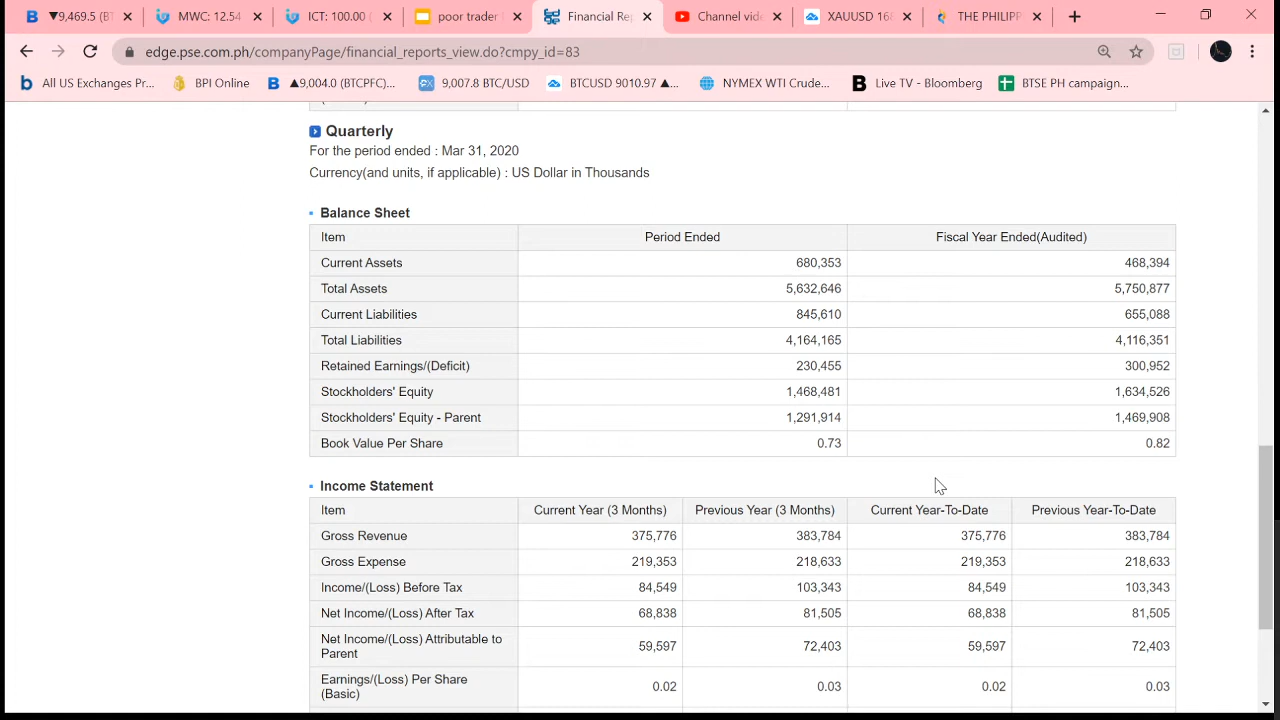 ▼9,469.5 (BT
MWC: 12.54
ICT: 100.00
poor trader
Financial Rep
Channel vide
XAUUSD 168
THE PHILIPP
edge.pse.com.ph/companyPage/financial_reports_view.do?cmpy_id=83
All US Exchanges Pr...
BPI Online
▲9,004.0 (BTCPFC)...
9,007.8 BTC/USD
BTCUSD 9010.97 ▲...
NYMEX WTI Crude...
Live TV - Bloomberg
BTSE PH campaign...
Quarterly
For the period ended : Mar 31, 2020
Currency(and units, if applicable) : US Dollar in Thousands
Balance Sheet
Item Period Ended Fiscal Year Ended(Audited)
Current Assets 680,353 468,394
Total Assets 5,632,646 5,750,877
Current Liabilities 845,610 655,088
Total Liabilities 4,164,165 4,116,351
Retained Earnings/(Deficit) 230,455 300,952
Stockholders' Equity 1,468,481 1,634,526
Stockholders' Equity - Parent 1,291,914 1,469,908
Book Value Per Share 0.73 0.82
Income Statement
Item Current Year (3 Months) Previous Year (3 Months) Current Year-To-Date Previous Year-To-Date
Gross Revenue 375,776 383,784 375,776 383,784
Gross Expense 219,353 218,633 219,353 218,633
Income/(Loss) Before Tax 84,549 103,343 84,549 103,343
Net Income/(Loss) After Tax 68,838 81,505 68,838 81,505
Net Income/(Loss) Attributable to
Parent 59,597 72,403 59,597 72,403
Earnings/(Loss) Per Share
(Basic) 0.02 0.03 0.02 0.03